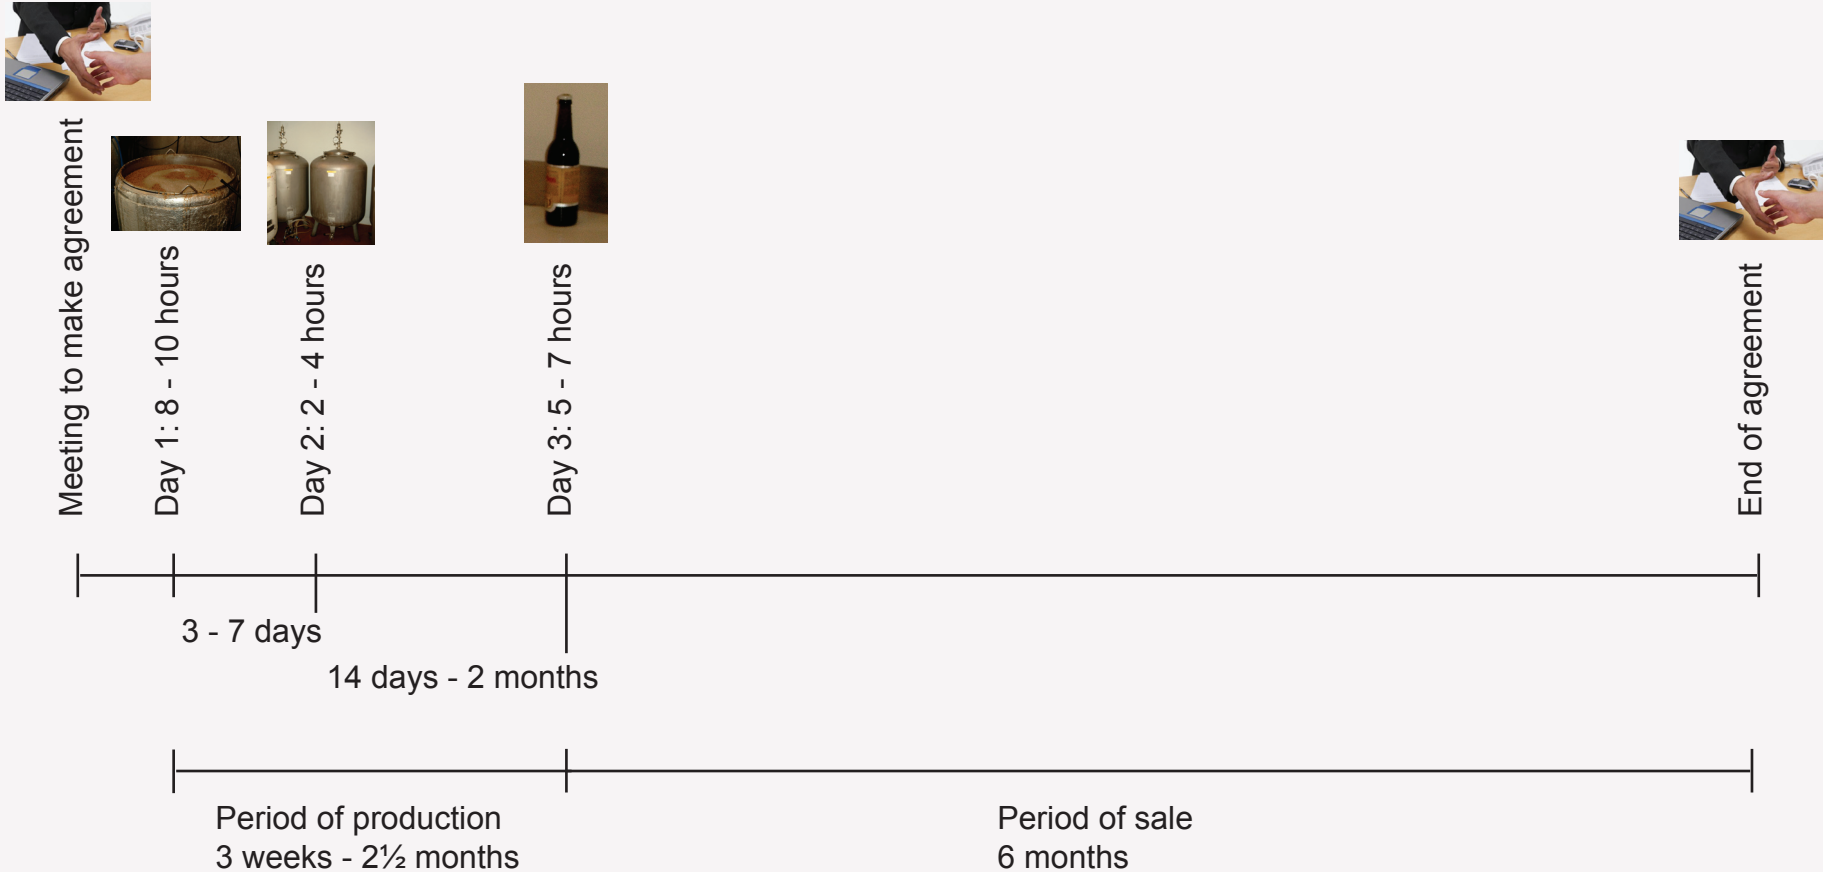 Meeting to make agreement
Day 1: 8 - 10 hours
Day 2: 2 - 4 hours
Day 3: 5 - 7 hours
End of agreement
3 - 7 days
14 days - 2 months
Period of production
3 weeks - 2½ months
Period of sale
6 months